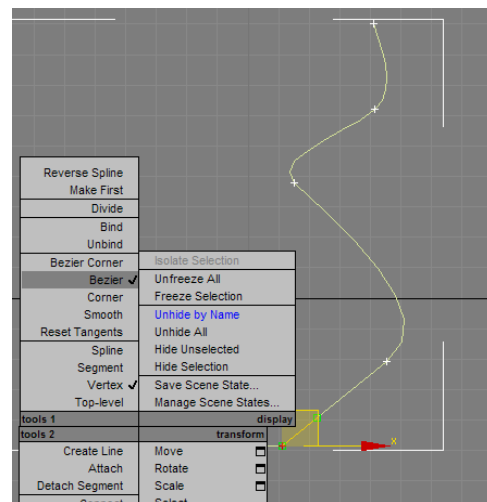 Reverse Spline
Make First
Divide
Bind
Unbind
Bezier Corner
Bezier
Corner
Smooth
Reset Tangents
Spline
Segment
Vertex
Top-level
tools 1
Isolate Selection
Unfreeze All
Freeze Selection
Unhide by Name
Unhide All
Hide Unselected
Hide Selection
Save Scene State...
Manage Scene States...
display
tools 2
transform
Create Line
Attach
Detach Segment
Move
Rotate
Scale
x